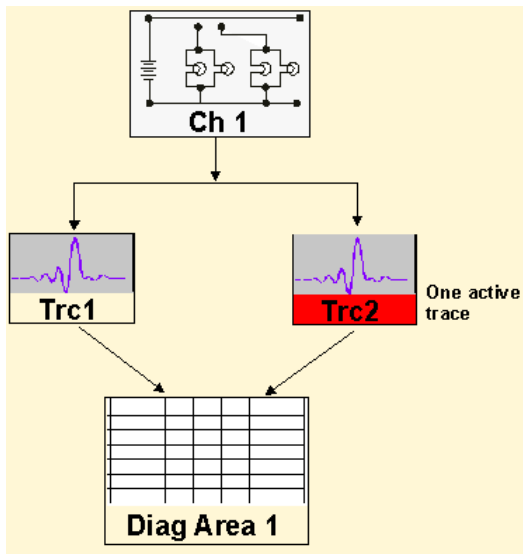 Ch 1
Trc1
Trc2
One active
trace
Diag Area 1